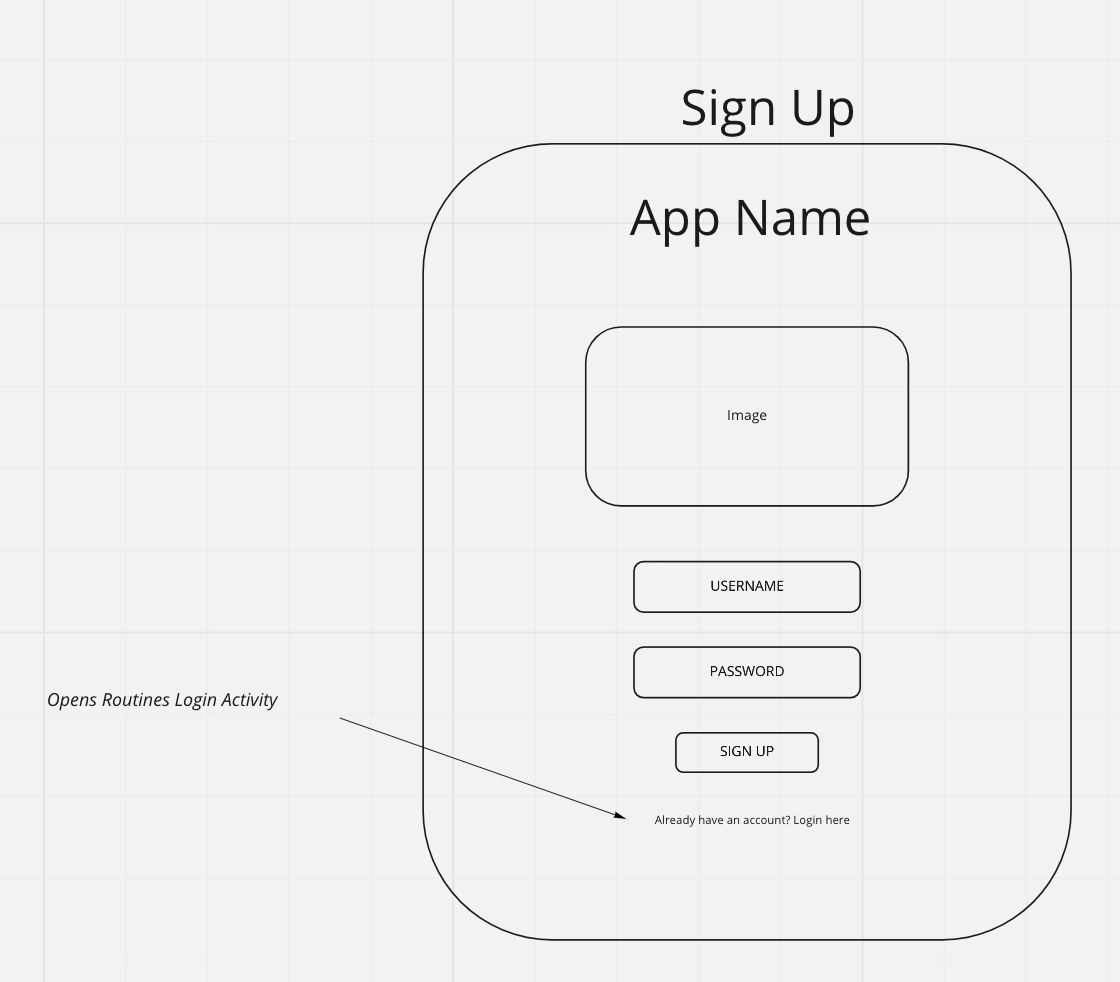 Sign Up
App Name
Image
USERNAME
PASSWORD
Opens Routines Login Activity
SIGN UP
Already have an account? Login here